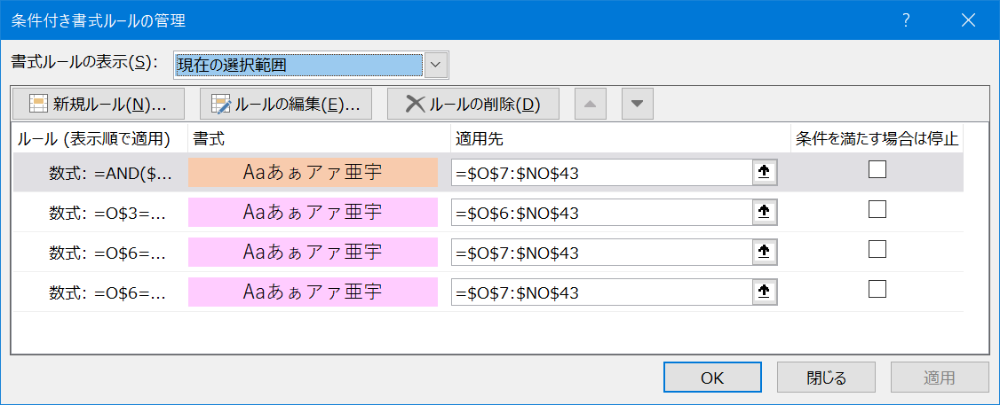 条件付き書式ルールの管理
書式ルールの表示(S): 現在の選択範囲
新規ルール(N)... ルールの編集(E)... ルールの削除(D)
ルール (表示順で適用) 書式 適用先 条件を満たす場合は停止
数式: =AND($... Aaあぁアァ亜宇 =$O$7:$NO$43
数式: =O$3=... Aaあぁアァ亜宇 =$O$6:$NO$43
数式: =O$6=... Aaあぁアァ亜宇 =$O$7:$NO$43
数式: =O$6=... Aaあぁアァ亜宇 =$O$7:$NO$43
OK 閉じる 適用